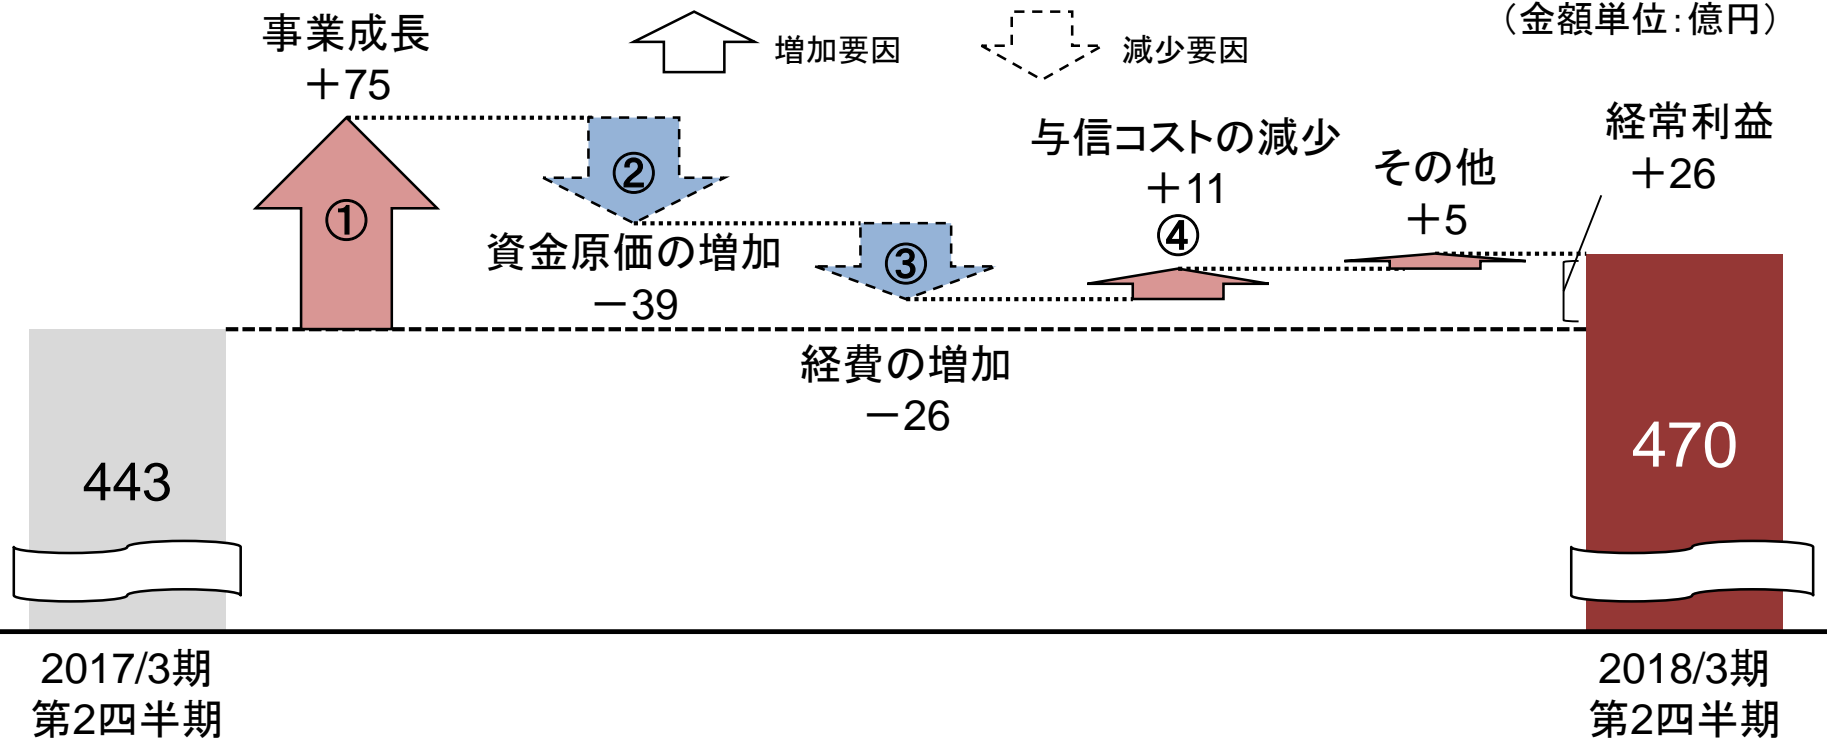 事業成長
＋75
増加要因
減少要因
（金額単位：億円）
①
②
資金原価の増加
－39
③
経費の増加
－26
与信コストの減少
＋11
④
その他
＋5
経常利益
＋26
443
470
2017/3期
第2四半期
2018/3期
第2四半期